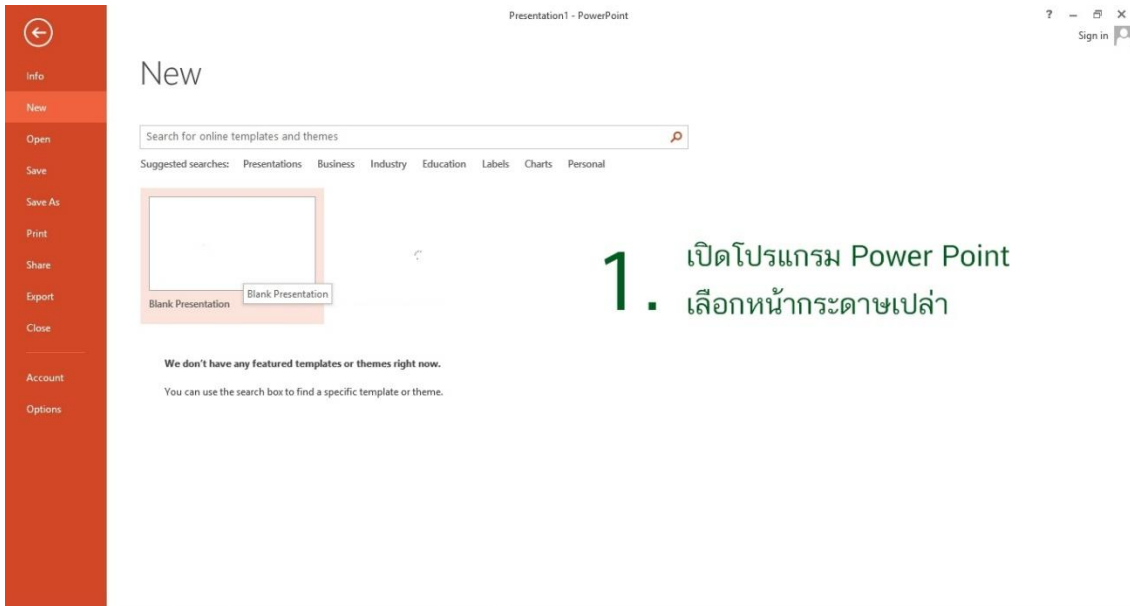 Presentation1 - PowerPoint
?
Sign in
Info
New
Open
Save
Save As
Print
Share
Export
Close
Account
Options
New
Search for online templates and themes
Suggested searches: Presentations Business Industry Education Labels Charts Personal
Blank Presentation
Blank Presentation
We don't have any featured templates or themes right now.
You can use the search box to find a specific template or theme.
1.
เปิดโปรแกรม Power Point
เลือกหน้ากระดาษเปล่า